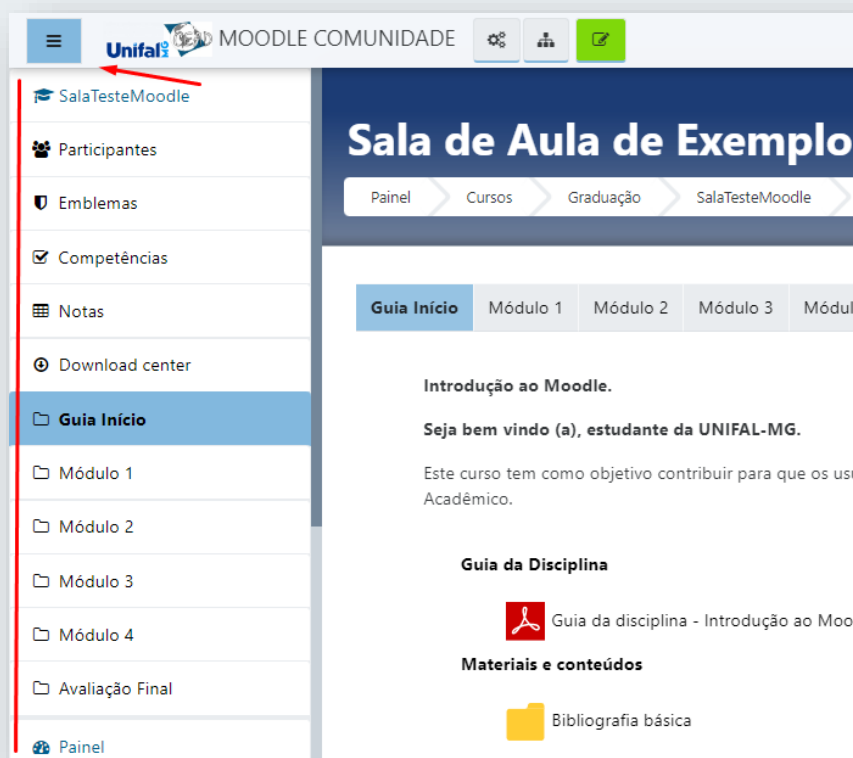 Unifal MG MOODLE COMUNIDADE
SalaTesteMoodle
Participantes
Emblemas
Competências
Notas
Download center
Guia Início
Módulo 1
Módulo 2
Módulo 3
Módulo 4
Avaliação Final
Painel
Sala de Aula de Exemplo
Painel Cursos Graduação SalaTesteMoodle
Guia Início Módulo 1 Módulo 2 Módulo 3 Módul
Introdução ao Moodle.
Seja bem vindo (a), estudante da UNIFAL-MG.
Este curso tem como objetivo contribuir para que os usu
Acadêmico.
Guia da Disciplina
Guia da disciplina - Introdução ao Moo
Materiais e conteúdos
Bibliografia básica